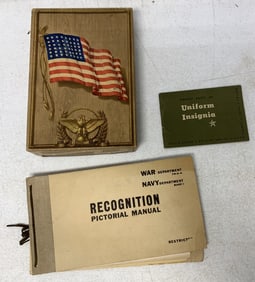 Uniform
Insignia
WAR DEPARTMENT
NAVY DEPARTMENT
RECOGNITION
PICTORIAL MANUAL
RESTRICTED